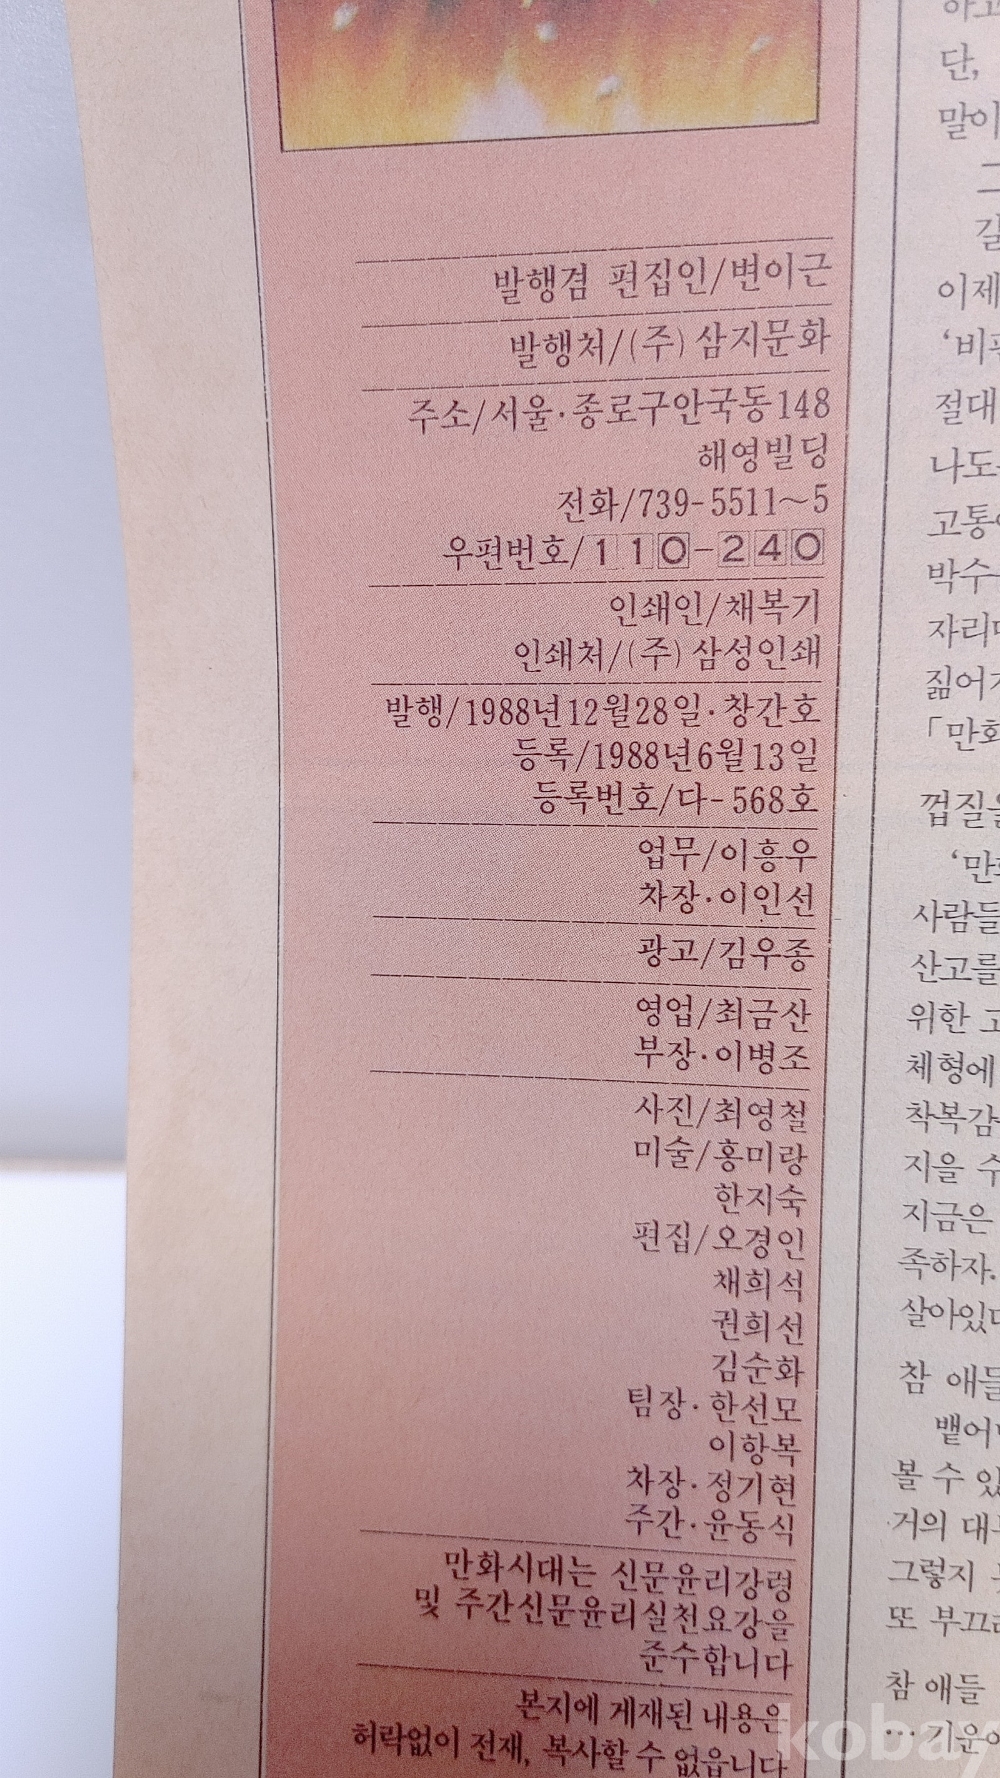 발행겸 편집인/변이근
발행처/(주) 삼지문화
주소/서울·종로구안국동148
해영빌딩
전화/739-5511~5
우편번호/110-240
인쇄인/채복기
인쇄처/(주) 삼성인쇄
발행/1988년12월28일·창간호
등록/1988년6월13일
등록번호/다-568호
업무/이흥우
차장·이인선
광고/김우종
영업/최금산
부장·이병조
사진/최영철
미술/홍미랑
한지숙
편집/오경인
채희석
권희선
김순화
팀장·한선모
이항복
차장·정기현
주간·윤동식
만화시대는 신문윤리강령
및 주간신문윤리실천요강을
준수합니다
본지에 게재된 내용은
허락없이 전재, 복사할 수 없읍니다
단,
말이
이제
절대
나도
박수
「만화
껍질을
사람들
산고를
위한
체형에
착복감
지을 수
지금은
족하자.
살아있
참 애들
뱉어
볼 수 있
거의 대
그렇지
또 부끄
참 애들
… 기운
kobay